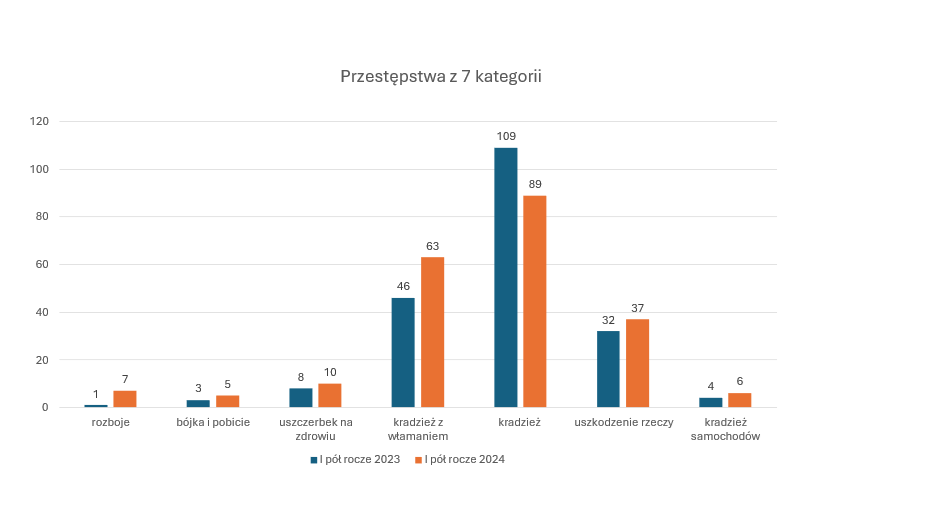 Przestępstwa z 7 kategorii
120
100
80
60
40
20
0
1
7
3
5
8
10
46
63
109
89
32
37
4
6
rozboje
bójka i pobicie
uszczerbek na
zdrowiu
kradzież z
włamaniem
kradzież
uszkodzenie rzeczy
kradzież
samochodów
I pół rocze 2023
I pół rocze 2024